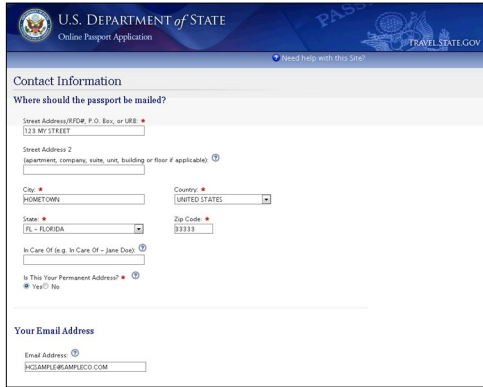 U.S. DEPARTMENT of STATE
Online Passport Application
PASS
TRAVEL.STATE.GOV
Need help with this Site?
Contact Information
Where should the passport be mailed?
Street Address/RFD#, P.O. Box, or URB: *
123 MY STREET
Street Address 2
(apartment, company, suite, unit, building or floor if applicable):
City: * Country: *
HOMETOWN UNITED STATES
State: * Zip Code: *
FL - FLORIDA 33333
In Care Of (e.g. In Care Of - Jane Doe):
Is This Your Permanent Address? *
Yes No
Your Email Address
Email Address:
HGSAMPLE@SAMPLECO.COM